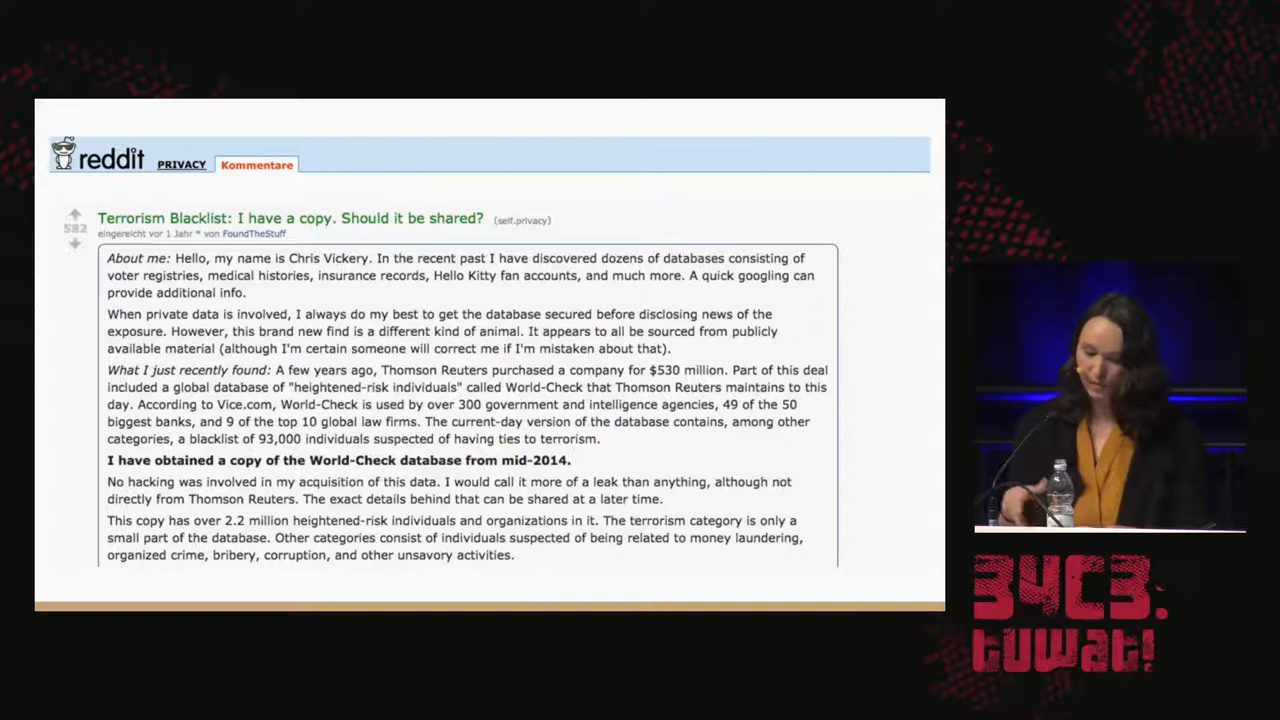 reddit PRIVACY Kommentare
Terrorism Blacklist: I have a copy. Should it be shared? (self.privacy)
582
eingereicht vor 1 Jahr * von FoundTheStuff
About me: Hello, my name is Chris Vickery. In the recent past I have discovered dozens of databases consisting of
voter registries, medical histories, insurance records, Hello Kitty fan accounts, and much more. A quick googling can
provide additional info.
When private data is involved, I always do my best to get the database secured before disclosing news of the
exposure. However, this brand new find is a different kind of animal. It appears to all be sourced from publicly
available material (although I'm certain someone will correct me if I'm mistaken about that).
What I just recently found: A few years ago, Thomson Reuters purchased a company for $530 million. Part of this deal
included a global database of "heightened-risk individuals" called World-Check that Thomson Reuters maintains to this
day. According to Vice.com, World-Check is used by over 300 government and intelligence agencies, 49 of the 50
biggest banks, and 9 of the top 10 global law firms. The current-day version of the database contains, among other
categories, a blacklist of 93,000 individuals suspected of having ties to terrorism.
I have obtained a copy of the World-Check database from mid-2014.
No hacking was involved in my acquisition of this data. I would call it more of a leak than anything, although not
directly from Thomson Reuters. The exact details behind that can be shared at a later time.
This copy has over 2.2 million heightened-risk individuals and organizations in it. The terrorism category is only a
small part of the database. Other categories consist of individuals suspected of being related to money laundering,
organized crime, bribery, corruption, and other unsavory activities.
34C3.
tuwat!